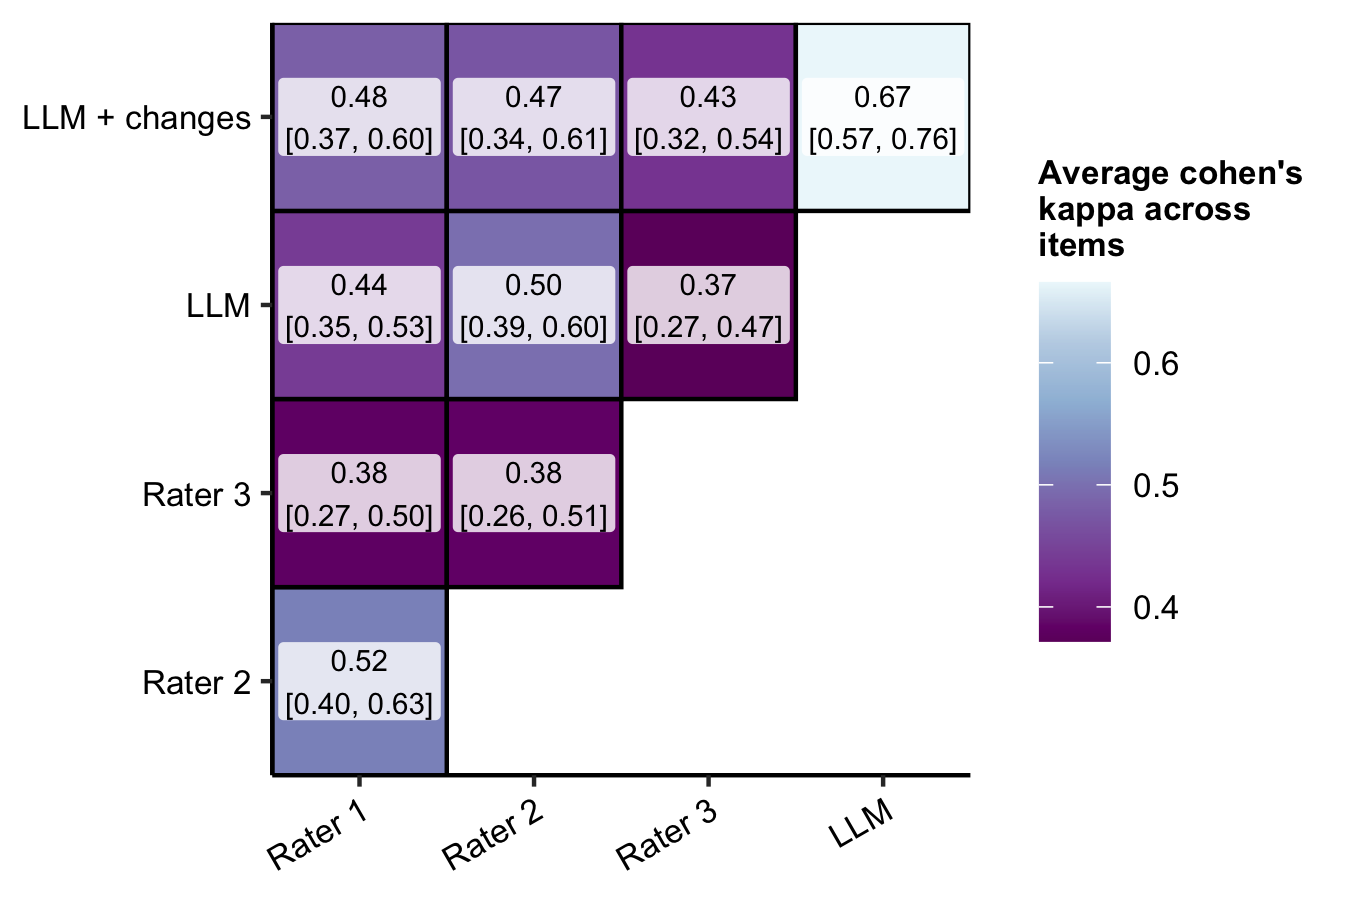 LLM + changes
0.48
[0.37, 0.60]
0.47
[0.34, 0.61]
0.43
[0.32, 0.54]
0.67
[0.57, 0.76]
LLM
0.44
[0.35, 0.53]
0.50
[0.39, 0.60]
0.37
[0.27, 0.47]
Rater 3
0.38
[0.27, 0.50]
0.38
[0.26, 0.51]
Rater 2
0.52
[0.40, 0.63]
Rater 1
Rater 2
Rater 3
LLM
Average cohen's
kappa across
items
0.6
0.5
0.4